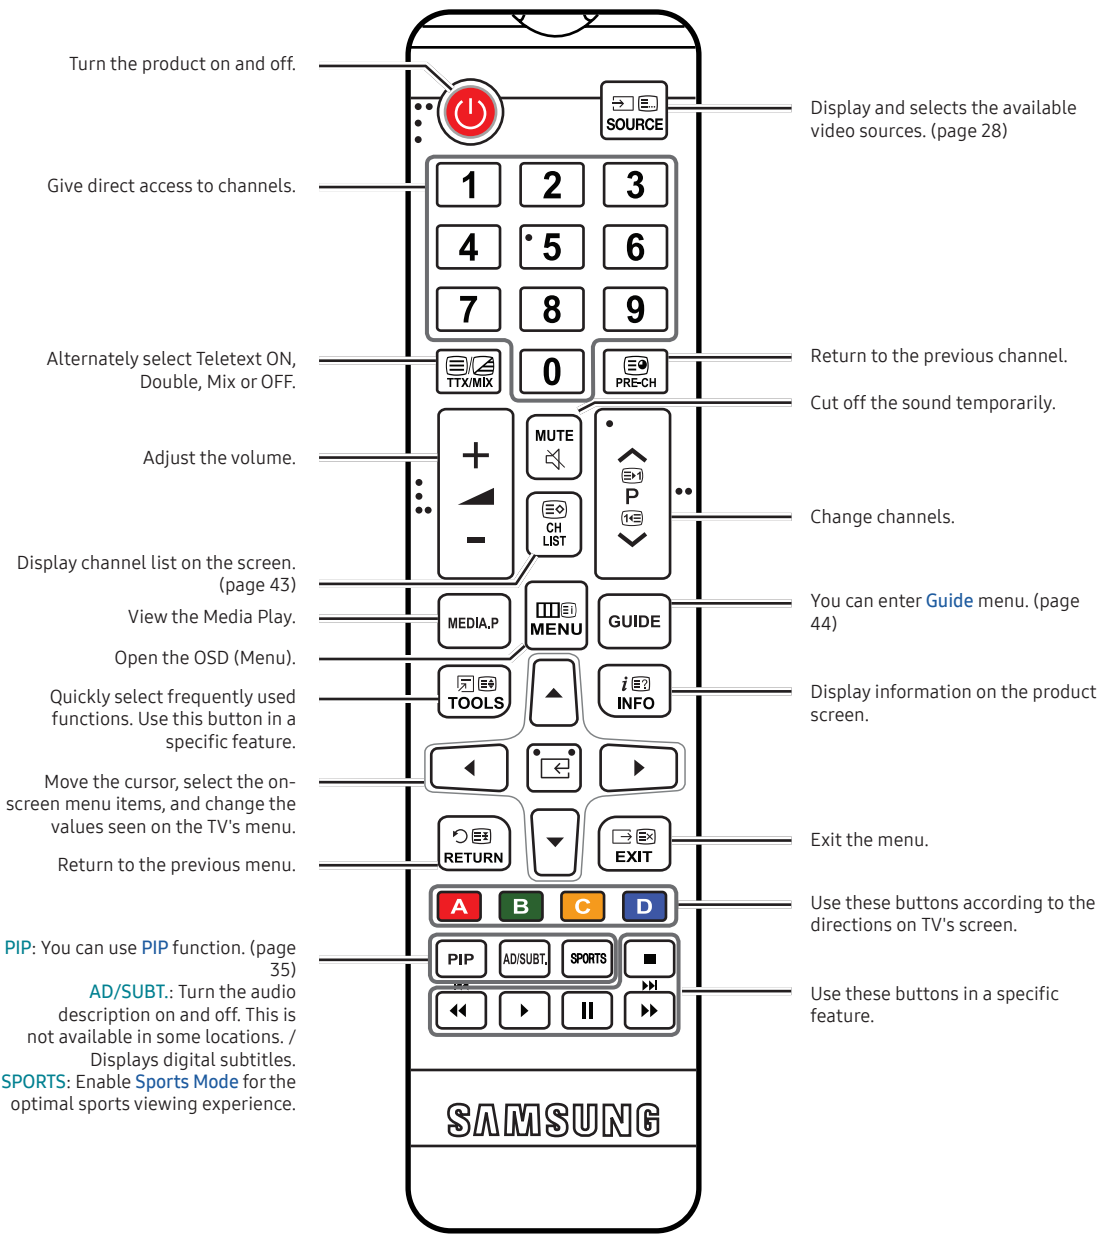 Turn the product on and off.
SOURCE
Display and selects the available
video sources. (page 28)
Give direct access to channels.
1 2 3
4 5 6
7 8 9
0
Alternately select Teletext ON,
Double, Mix or OFF.
TTX/MIX
PRE-CH
Return to the previous channel.
Cut off the sound temporarily.
MUTE
Adjust the volume.
+
-
P
Change channels.
CH
LIST
Display channel list on the screen.
(page 43)
View the Media Play.
MEDIA.P
MENU
GUIDE
You can enter Guide menu. (page
44)
Open the OSD (Menu).
Quickly select frequently used
functions. Use this button in a
specific feature.
TOOLS
INFO
Display information on the product
screen.
Move the cursor, select the on-
screen menu items, and change the
values seen on the TV's menu.
Return to the previous menu.
RETURN
EXIT
Exit the menu.
A B C D
Use these buttons according to the
directions on TV's screen.
PIP: You can use PIP function. (page
35)
AD/SUBT.: Turn the audio
description on and off. This is
not available in some locations. /
Displays digital subtitles.
SPORTS: Enable Sports Mode for the
optimal sports viewing experience.
PIP AD/SUBT. SPORTS
Use these buttons in a specific
feature.
SAMSUNG